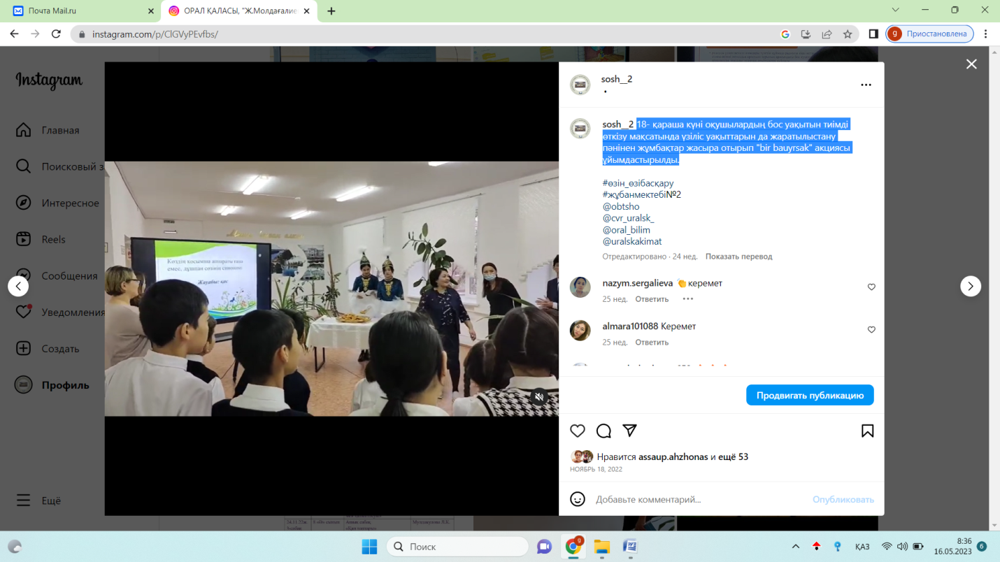 Почта Mail.ru
ОРАЛ ҚАЛАСЫ, "Ж.Молдағалие
instagram.com/p/ClGVyPEvfbs/
Приостановлена
Instagram
Главная
Поисковый з
Интересное
Reels
Сообщения
Уведомления
Создать
Профиль
Ещё
Көздің қосымша аппараты ғана
емес, дұшпан
Жауабы: қас
sosh__2
•
sosh__2 18- қараша күні оқушылардың бос уақытын тиімді
өткізу мақсатында үзіліс уақыттарын да жаратылыстану
пәнінен жұмбақтар жасыра отырып "bir bauyrsak" акциясы
ұйымдастырылды.
#өзін_өзібасқару
#жұбанмектебі№2
@obtsho
@cvr_uralsk_
@oral_bilim
@uralskakimat
Отредактировано · 24 нед. Показать перевод
nazym.sergalieva 👏керемет
25 нед. Ответить
almara101088 Керемет
25 нед. Ответить
Продвигать публикацию
Нравится assaup.ahzhonas и ещё 53
НОЯБРЬ 18, 2022
Добавьте комментарий...
Опубликовать
Поиск
ҚАЗ
8:36
16.05.2023
6